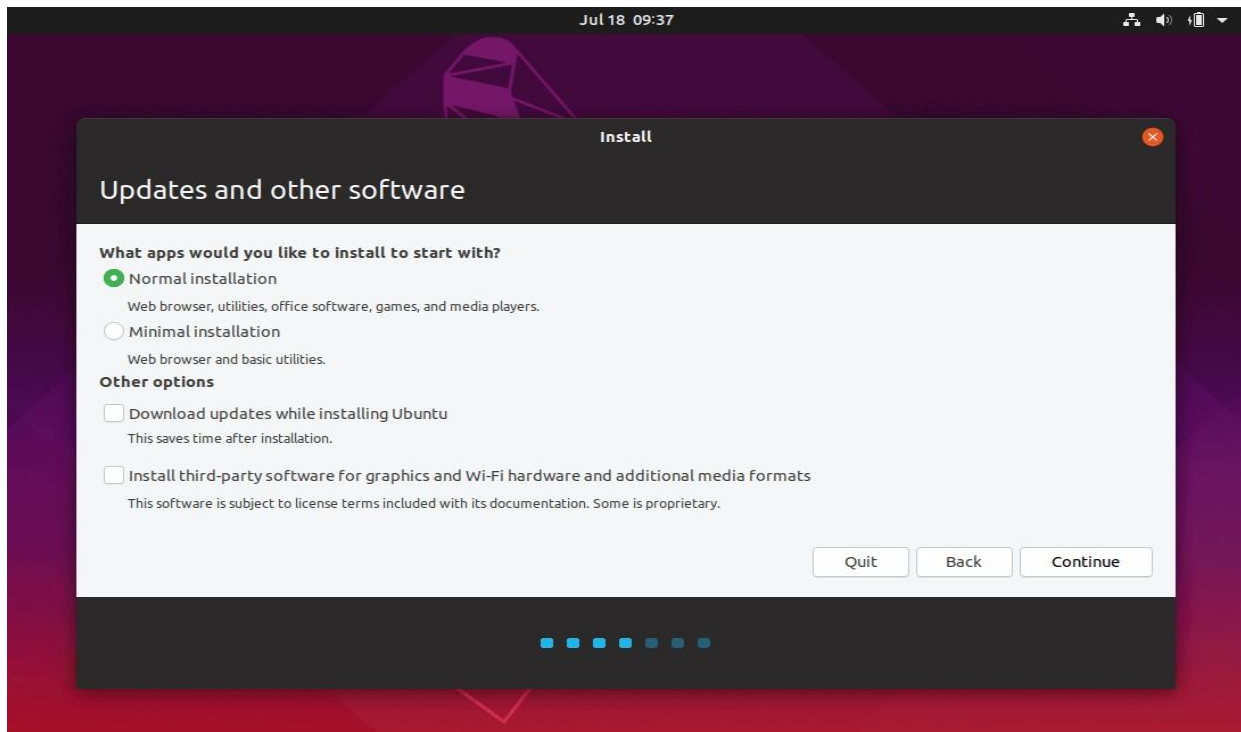 Jul 18 09:37
Install
Updates and other software
What apps would you like to install to start with?
Normal installation
Web browser, utilities, office software, games, and media players.
Minimal installation
Web browser and basic utilities.
Other options
Download updates while installing Ubuntu
This saves time after installation.
Install third-party software for graphics and Wi-Fi hardware and additional media formats
This software is subject to license terms included with its documentation. Some is proprietary.
Quit Back Continue